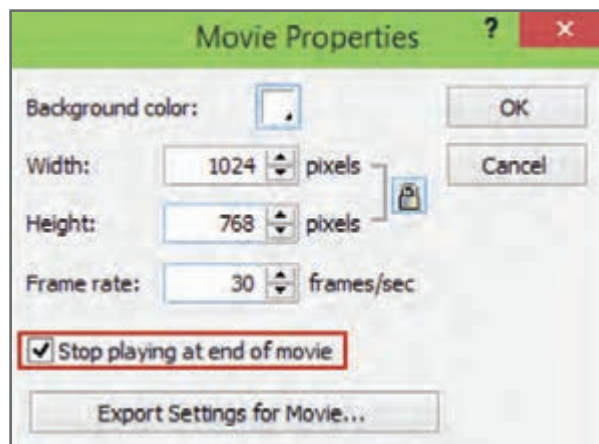 Movie Properties ? ×
Background color: OK
Width: 1024 pixels Cancel
Height: 768 pixels
Frame rate: 30 frames/sec
Stop playing at end of movie
Export Settings for Movie...